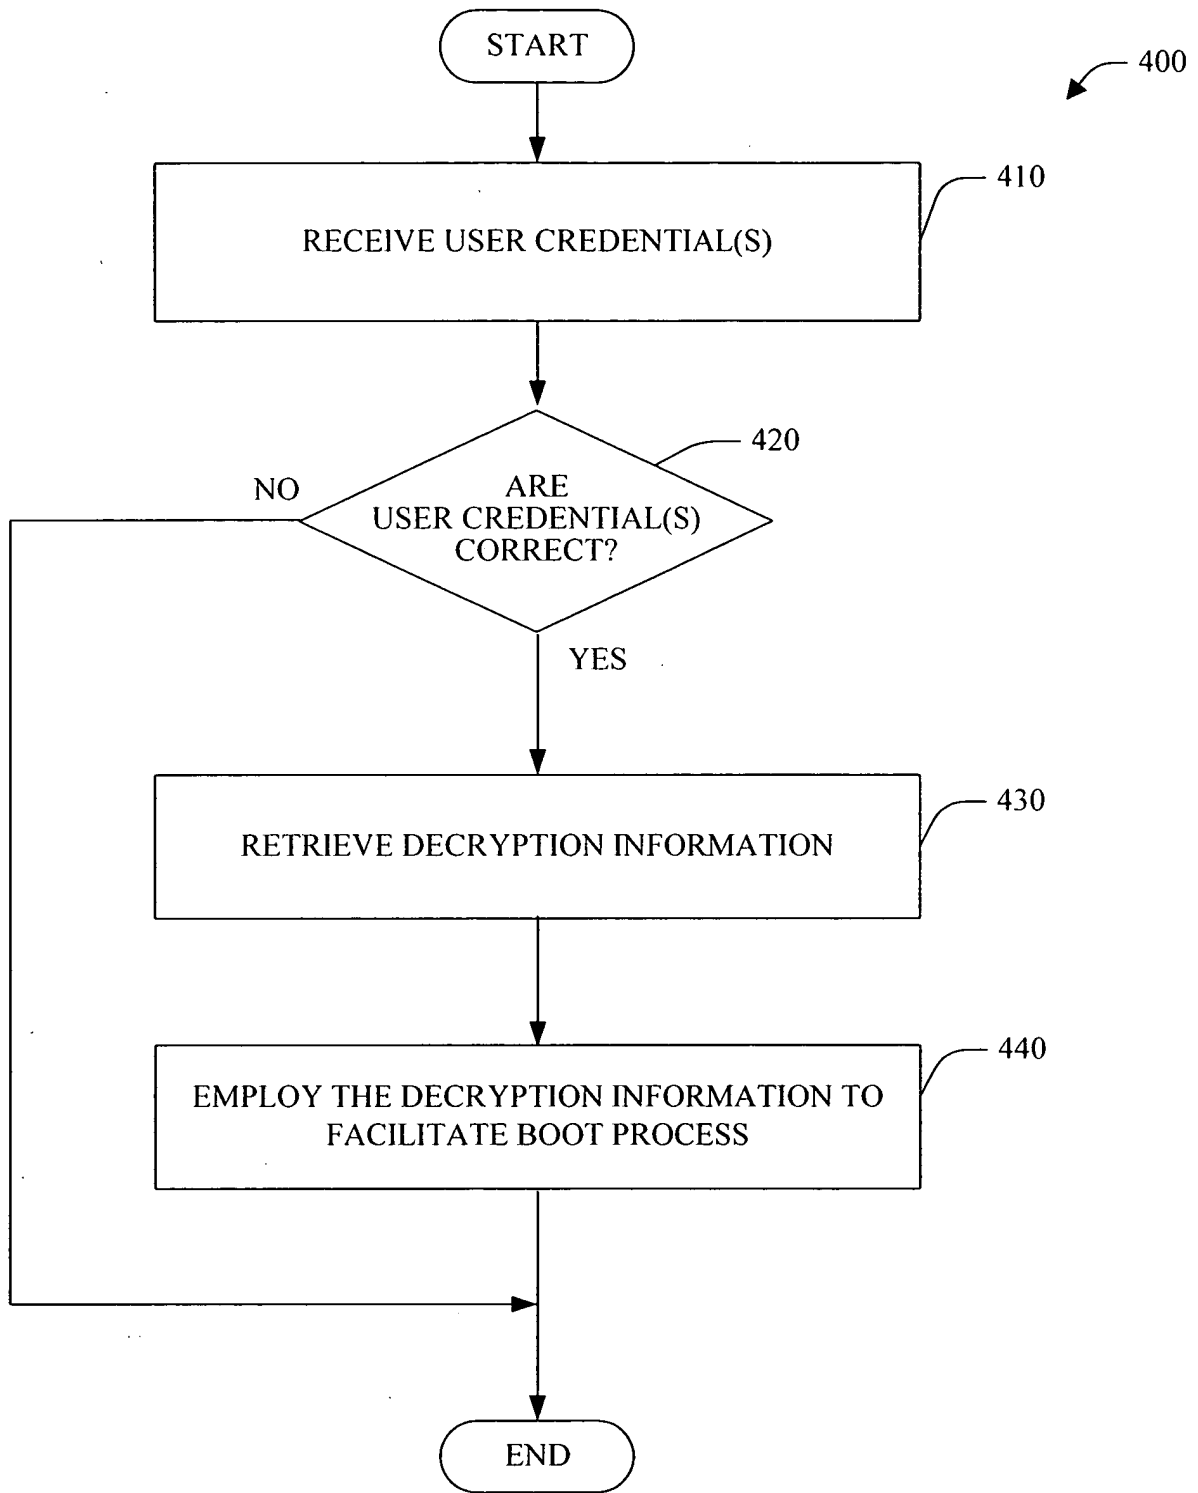 START
400
410
RECEIVE USER CREDENTIAL(S)
420
NO
ARE
USER CREDENTIAL(S)
CORRECT?
YES
430
RETRIEVE DECRYPTION INFORMATION
440
EMPLOY THE DECRYPTION INFORMATION TO
FACILITATE BOOT PROCESS
END